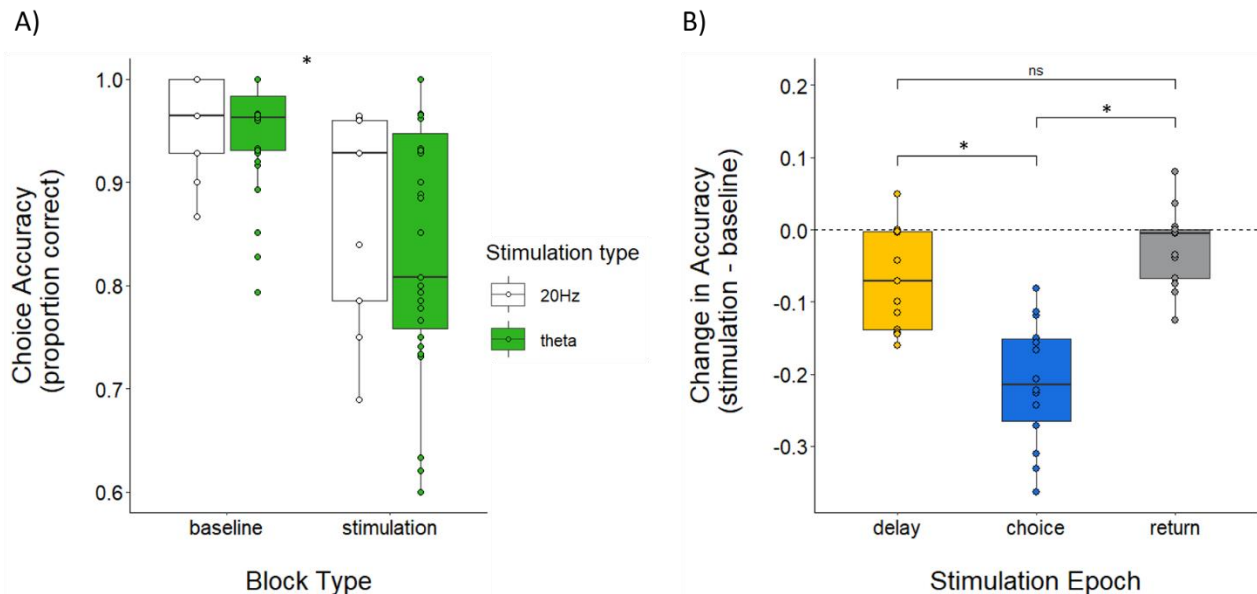 A)
*
1.0
0.9
0.8
0.7
0.6
Choice Accuracy
(proportion correct)
baseline
stimulation
Block Type
Stimulation type
20Hz
theta
B)
ns
*
*
0.2
0.1
0.0
-0.1
-0.2
-0.3
Change in Accuracy
(stimulation - baseline)
delay
choice
return
Stimulation Epoch